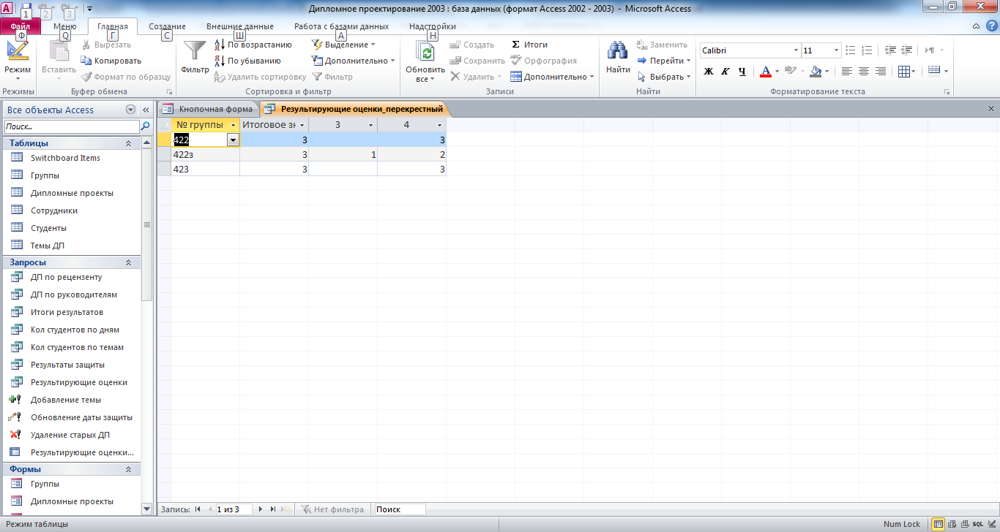 Дипломное проектирование 2003 : база данных (формат Access 2002 - 2003) - Microsoft Access
1 2 3
Файл Меню Главная Создание Внешние данные Работа с базами данных Настройки
Ф Q Г С Ш А Н
Режим
Режимы
Вставить
Вырезать
Копировать
Формат по образцу
Буфер обмена
Фильтр
По возрастанию
По убыванию
Удалить сортировку
Выделение
Дополнительно
Фильтр
Сортировка и фильтр
Обновить
все
Создать
Сохранить
Удалить
Итоги
Орфография
Дополнительно
Записи
Найти
Заменить
Перейти
Выбрать
Найти
Calibri 11
Ж К Ч
Форматирование текста
Все объекты Access
Поиск...
Таблицы
Switchboard Items
Группы
Дипломные проекты
Сотрудники
Студенты
Темы ДП
Запросы
ДП по рецензенту
ДП по руководителям
Итоги результатов
Кол студентов по дням
Кол студентов по темам
Результаты защиты
Результирующие оценки
Добавление темы
Обновление даты защиты
Удаление старых ДП
Результирующие оценки...
Формы
Группы
Дипломные проекты
Кнопочная форма Результирующие оценки_перекрестный
№ группы Итоговое зн 3 4
422 3 3
422з 3 1 2
423 3 3
Запись: 1 из 3 Нет фильтра Поиск
Режим таблицы Num Lock SQL